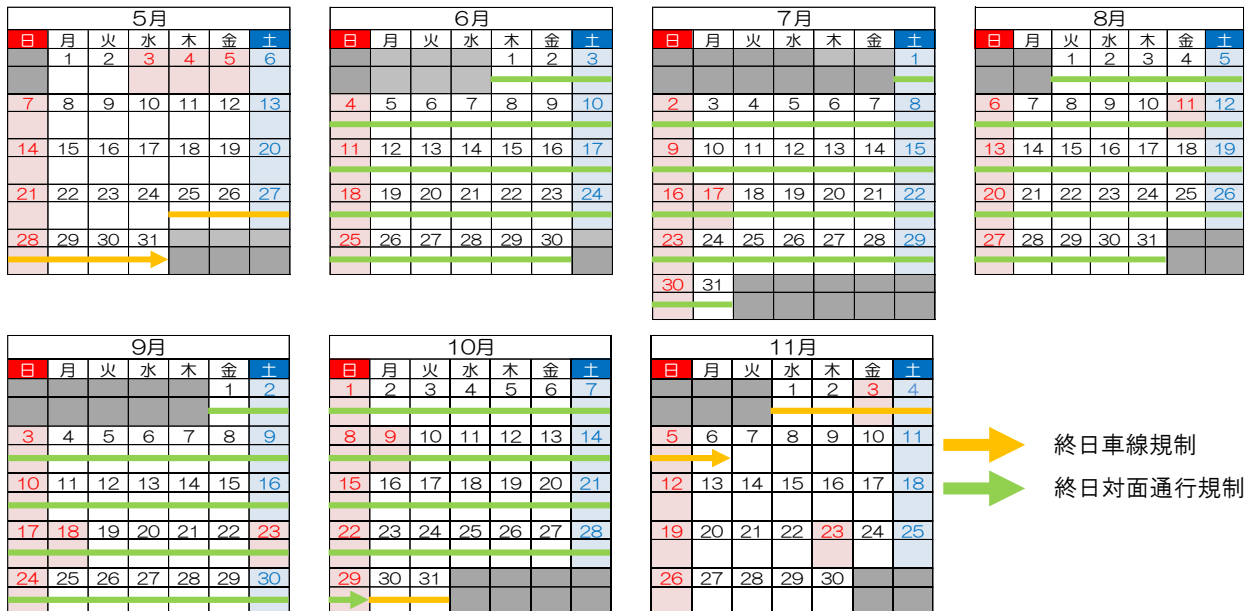 5月
日 月 火 水 木 金 土
1 2 3 4 5 6
7 8 9 10 11 12 13
14 15 16 17 18 19 20
21 22 23 24 25 26 27
28 29 30 31
6月
日 月 火 水 木 金 土
1 2 3
4 5 6 7 8 9 10
11 12 13 14 15 16 17
18 19 20 21 22 23 24
25 26 27 28 29 30
7月
日 月 火 水 木 金 土
1
2 3 4 5 6 7 8
9 10 11 12 13 14 15
16 17 18 19 20 21 22
23 24 25 26 27 28 29
30 31
8月
日 月 火 水 木 金 土
1 2 3 4 5
6 7 8 9 10 11 12
13 14 15 16 17 18 19
20 21 22 23 24 25 26
27 28 29 30 31
9月
日 月 火 水 木 金 土
1 2
3 4 5 6 7 8 9
10 11 12 13 14 15 16
17 18 19 20 21 22 23
24 25 26 27 28 29 30
10月
日 月 火 水 木 金 土
1 2 3 4 5 6 7
8 9 10 11 12 13 14
15 16 17 18 19 20 21
22 23 24 25 26 27 28
29 30 31
11月
日 月 火 水 木 金 土
1 2 3 4
5 6 7 8 9 10 11
12 13 14 15 16 17 18
19 20 21 22 23 24 25
26 27 28 29 30
終日車線規制
終日対面通行規制